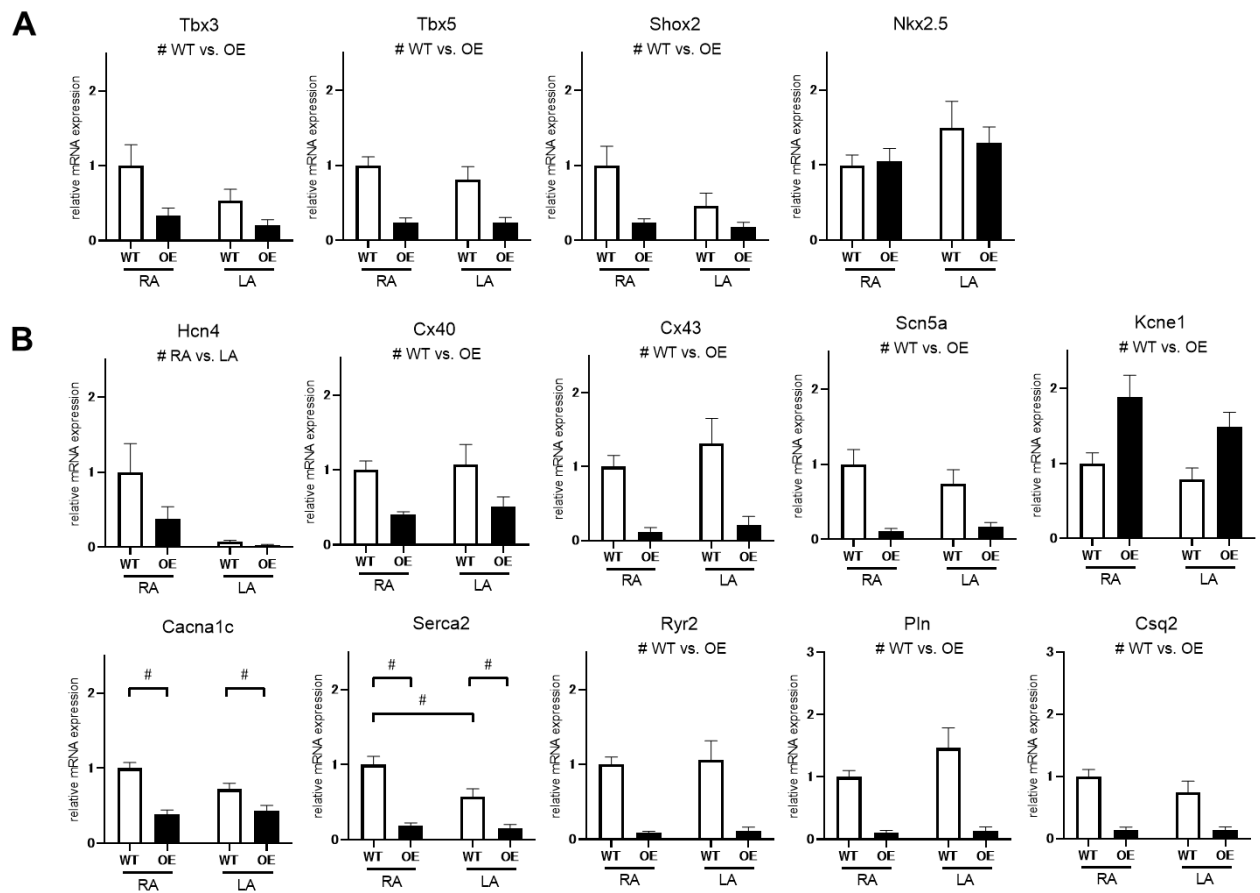 A
Tbx3
# WT vs. OE
relative mRNA expression
2
1
0
WT OE WT OE
RA LA
Tbx5
# WT vs. OE
relative mRNA expression
2
1
0
WT OE WT OE
RA LA
Shox2
# WT vs. OE
relative mRNA expression
2
1
0
WT OE WT OE
RA LA
Nkx2.5
relative mRNA expression
2
1
0
WT OE WT OE
RA LA
B
Hcn4
# RA vs. LA
relative mRNA expression
2
1
0
WT OE WT OE
RA LA
Cx40
# WT vs. OE
relative mRNA expression
2
1
0
WT OE WT OE
RA LA
Cx43
# WT vs. OE
relative mRNA expression
2
1
0
WT OE WT OE
RA LA
Scn5a
# WT vs. OE
relative mRNA expression
2
1
0
WT OE WT OE
RA LA
Kcne1
# WT vs. OE
relative mRNA expression
2
1
0
WT OE WT OE
RA LA
Cacna1c
# #
relative mRNA expression
2
1
0
WT OE WT OE
RA LA
Serca2
# #
#
relative mRNA expression
2
1
0
WT OE WT OE
RA LA
Ryr2
# WT vs. OE
relative mRNA expression
2
1
0
WT OE WT OE
RA LA
Pln
# WT vs. OE
relative mRNA expression
3
2
1
0
WT OE WT OE
RA LA
Csq2
# WT vs. OE
relative mRNA expression
3
2
1
0
WT OE WT OE
RA LA